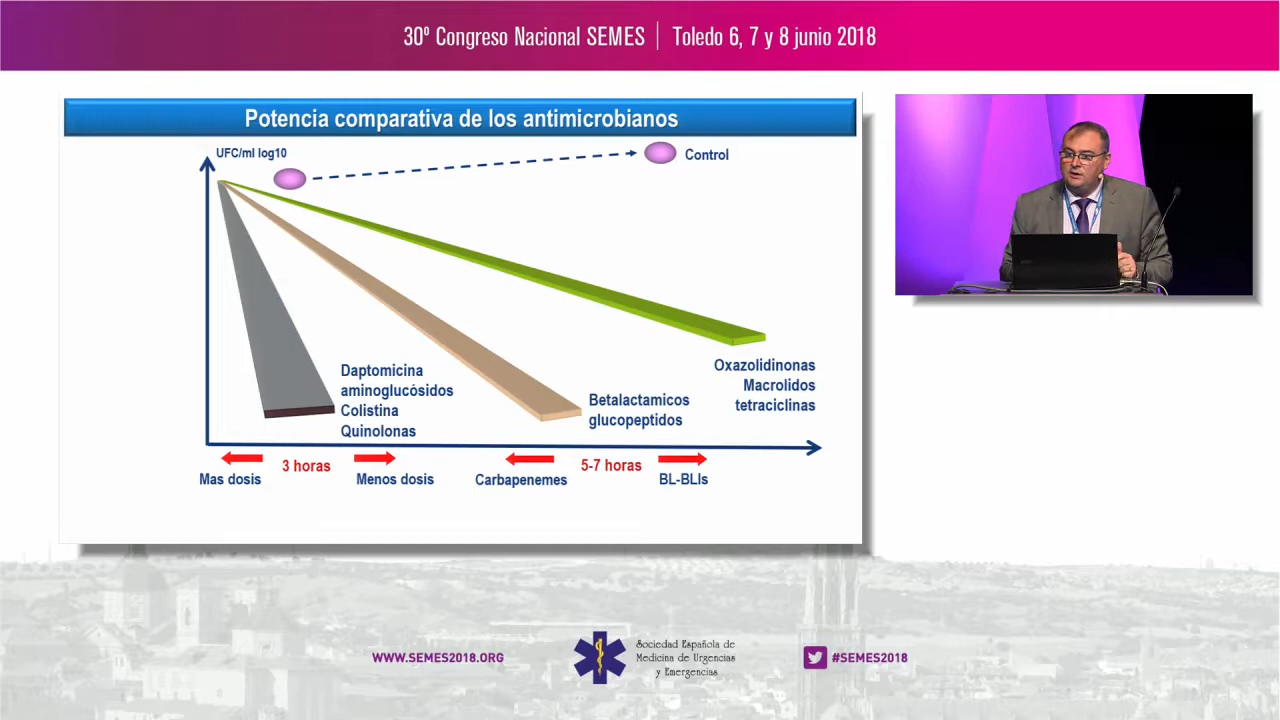 30º Congreso Nacional SEMES | Toledo 6, 7 y 8 junio 2018
Potencia comparativa de los antimicrobianos
UFC/ml log10
Control
Daptomicina
aminoglucósidos
Colistina
Quinolonas
Betalactamicos
glucopeptidos
Oxazolidinonas
Macrolidos
tetraciclinas
3 horas
5-7 horas
Mas dosis
Menos dosis
Carbapenemes
BL-BLIs
WWW.SEMES2018.ORG
Sociedad Española de
Medicina de Urgencias
y Emergencias
#SEMES2018